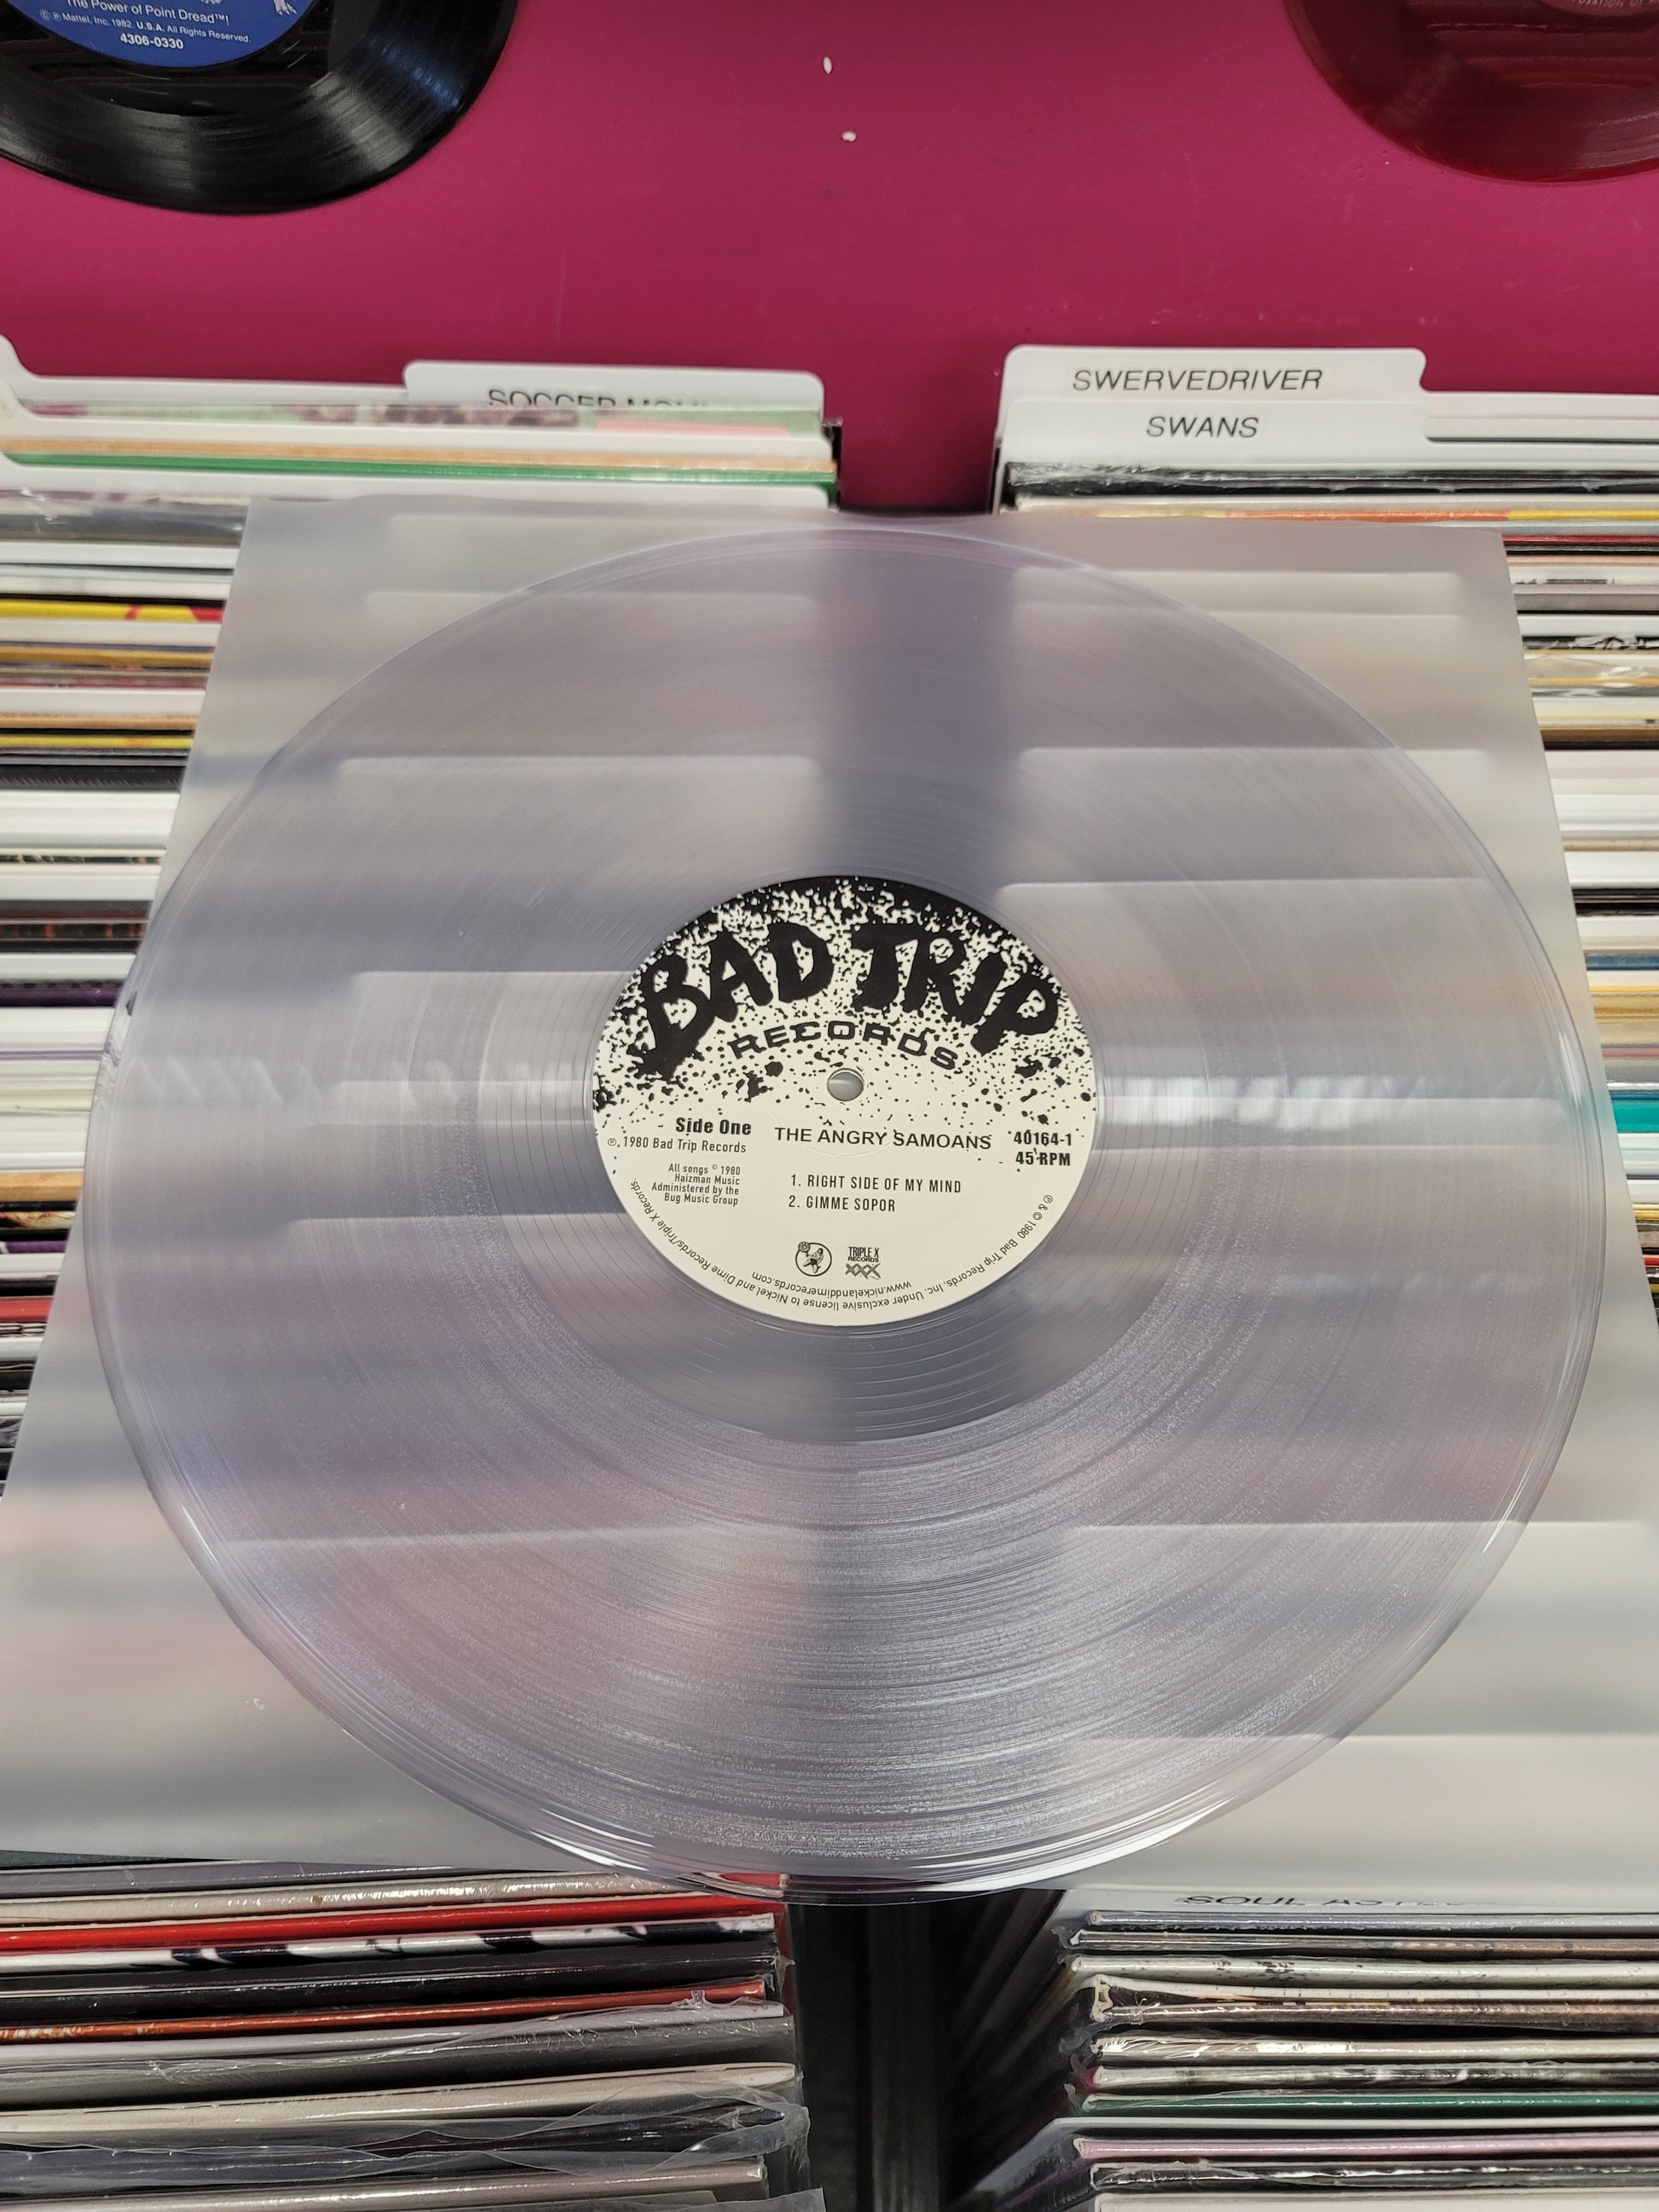 The Power of Point Dread™!
© ℗ Mattel, Inc. 1982. U.S.A. All Rights Reserved.
4306-0330
SWERVEDRIVER
SWANS
SOCCER
BAD TRIP
RECORDS
Side One
℗ 1980 Bad Trip Records
All songs © 1980
Haizman Music
Administered by the
Bug Music Group
THE ANGRY SAMOANS
40164-1
45 RPM
1. RIGHT SIDE OF MY MIND
2. GIMME SOPOR
TRIPLE X
RECORDS
XXX
℗ & © 1980 Bad Trip Records, Inc. Under exclusive license to Nickel and Dime Records/Triple X Records.
www.nickelanddimerecords.com
SOUL